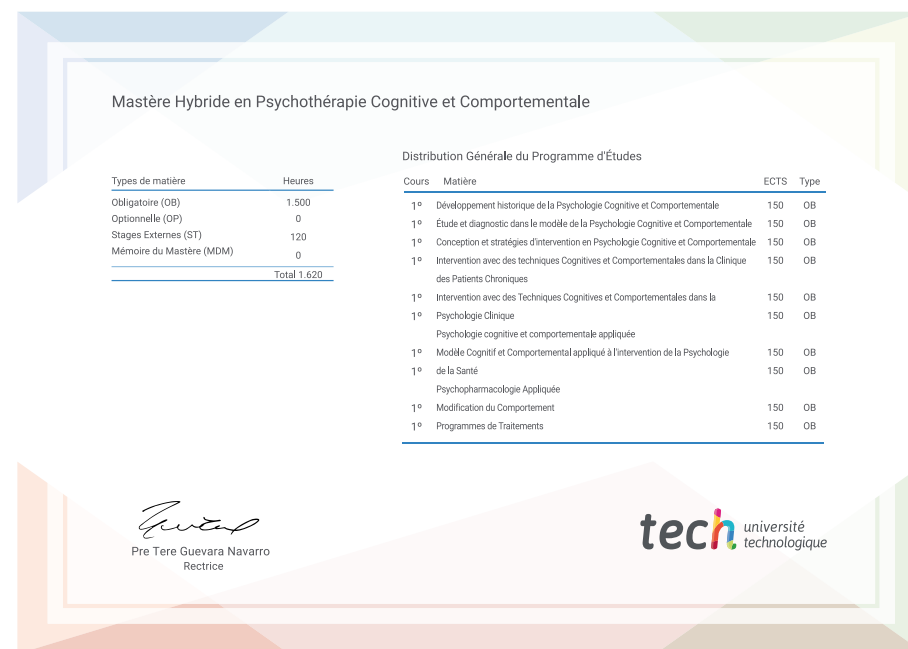 Mastère Hybride en Psychothérapie Cognitive et Comportementale
Types de matière Heures
Obligatoire (OB) 1.500
Optionnelle (OP) 0
Stages Externes (ST) 120
Mémoire du Mastère (MDM) 0
Total 1.620
Distribution Générale du Programme d'Études
Cours Matière ECTS Type
1º Développement historique de la Psychologie Cognitive et Comportementale 150 OB
1º Étude et diagnostic dans le modèle de la Psychologie Cognitive et Comportementale 150 OB
1º Conception et stratégies d'intervention en Psychologie Cognitive et Comportementale 150 OB
1º Intervention avec des techniques Cognitives et Comportementales dans la Clinique 150 OB
des Patients Chroniques
1º Intervention avec des Techniques Cognitives et Comportementales dans la 150 OB
1º Psychologie Clinique 150 OB
Psychologie cognitive et comportementale appliquée
1º Modèle Cognitif et Comportemental appliqué à l'intervention de la Psychologie 150 OB
1º de la Santé 150 OB
Psychopharmacologie Appliquée
1º Modification du Comportement 150 OB
1º Programmes de Traitements 150 OB
Pre Tere Guevara Navarro
Rectrice
tech université
technologique